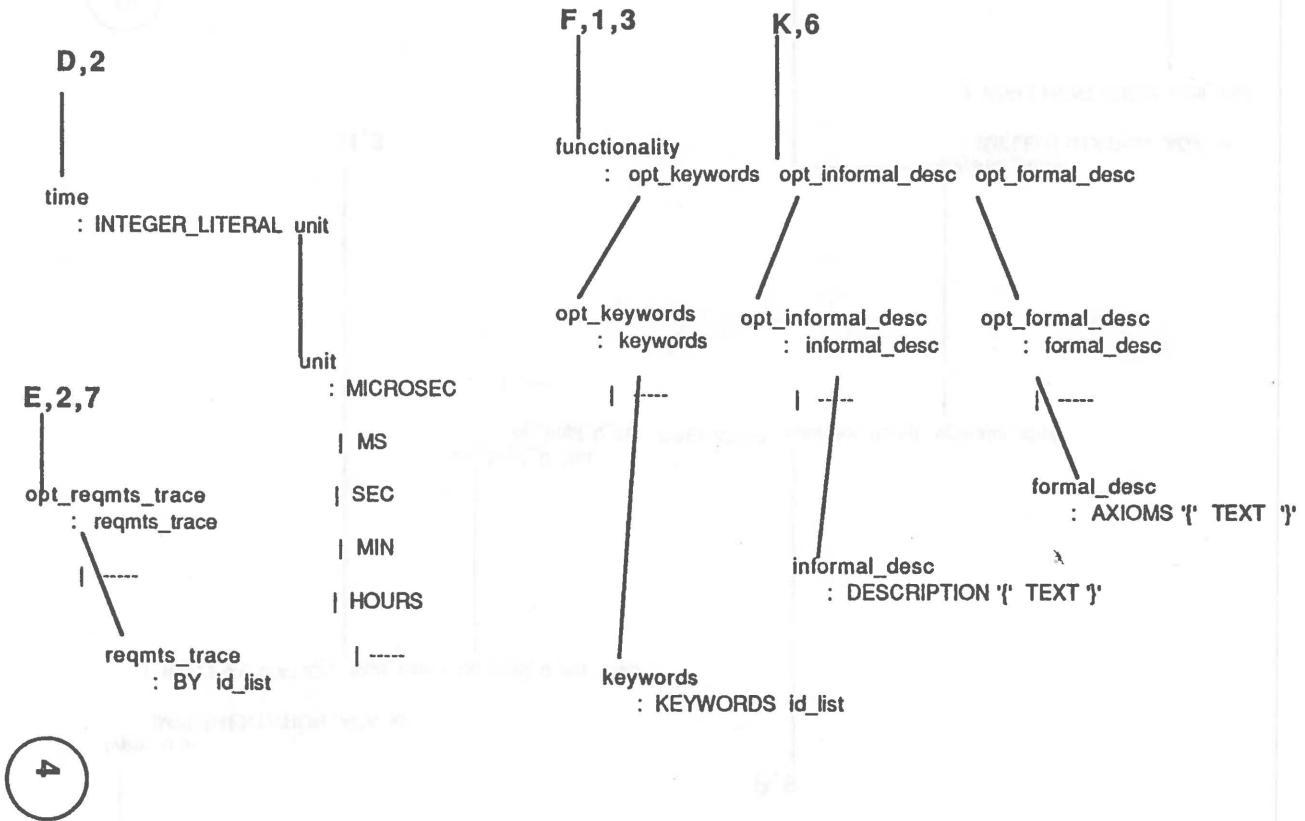 D,2
time
: INTEGER_LITERAL unit
unit
: MICROSEC
| MS
| SEC
| MIN
| HOURS
| -----
E,2,7
opt_reqmts_trace
: reqmts_trace
| -----
reqmts_trace
: BY id_list
F,1,3
K,6
functionality
: opt_keywords opt_informal_desc opt_formal_desc
opt_keywords
: keywords
| -----
keywords
: KEYWORDS id_list
opt_informal_desc
: informal_desc
| -----
informal_desc
: DESCRIPTION '{' TEXT '}'
opt_formal_desc
: formal_desc
| -----
formal_desc
: AXIOMS '{' TEXT '}'
4